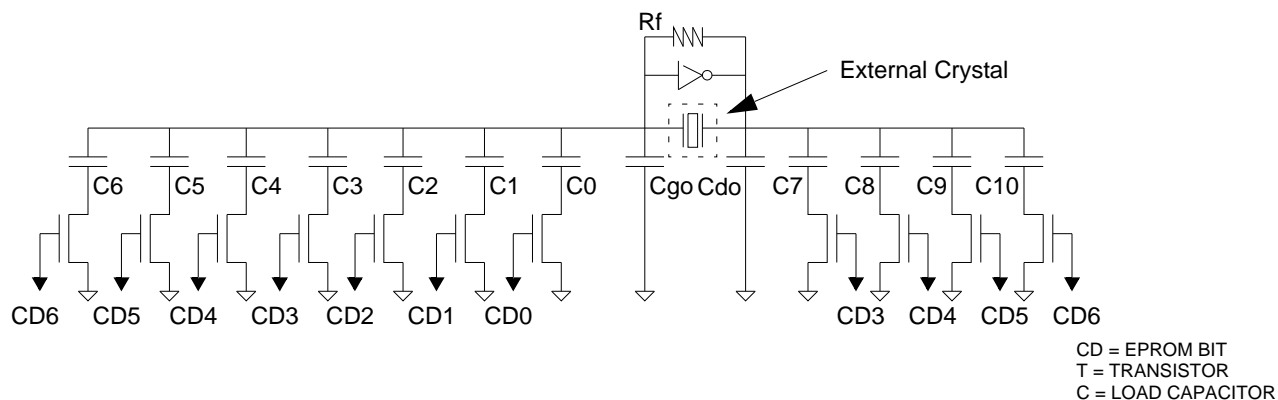 Rf
External Crystal
C6 C5 C4 C3 C2 C1 C0 Cgo Cdo C7 C8 C9 C10
CD6 CD5 CD4 CD3 CD2 CD1 CD0 CD3 CD4 CD5 CD6
CD = EPROM BIT
T = TRANSISTOR
C = LOAD CAPACITOR